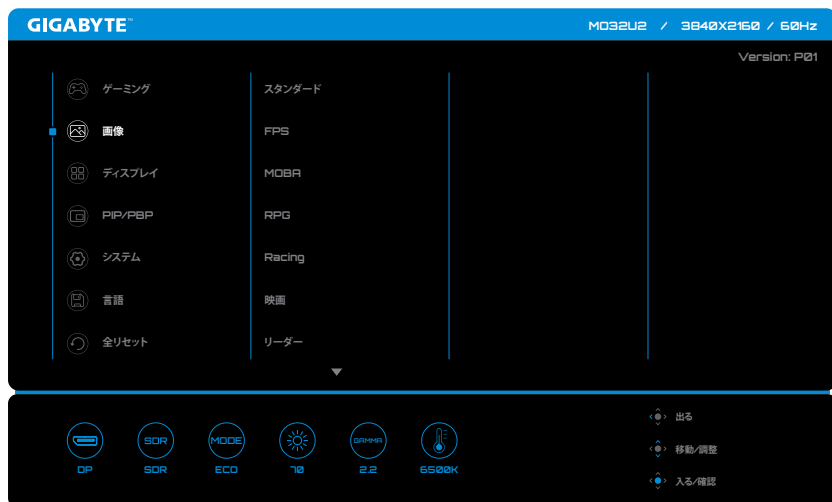 GIGABYTE™
MO32U2 / 3840X2160 / 60Hz
Version: P01
ゲーミング
スタンダード
画像
FPS
ディスプレイ
MOBA
PIP/PBP
RPG
システム
Racing
言語
映画
全リセット
リーダー
出る
SDR
MODE
GAMMA
移動/調整
DP
SDR
ECO
70
2.2
6500K
入る/確認